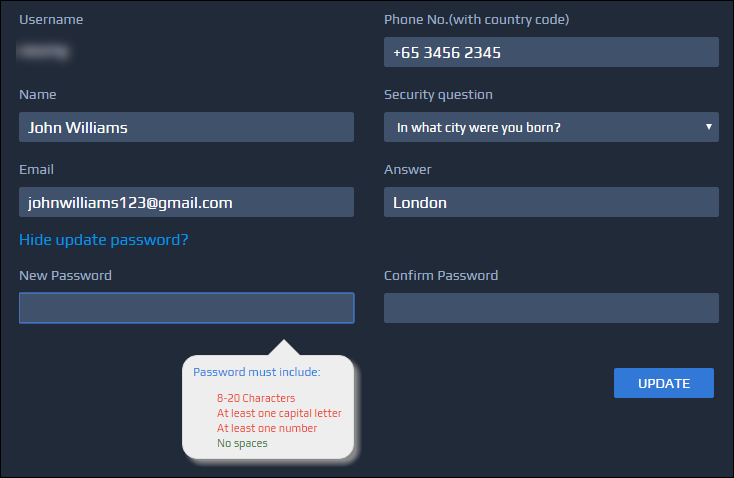 Username
Phone No.(with country code)
+65 3456 2345
Name
Security question
John Williams
In what city were you born?
Email
Answer
johnwilliams123@gmail.com
London
Hide update password?
New Password
Confirm Password
Password must include:
8-20 Characters
At least one capital letter
At least one number
No spaces
UPDATE